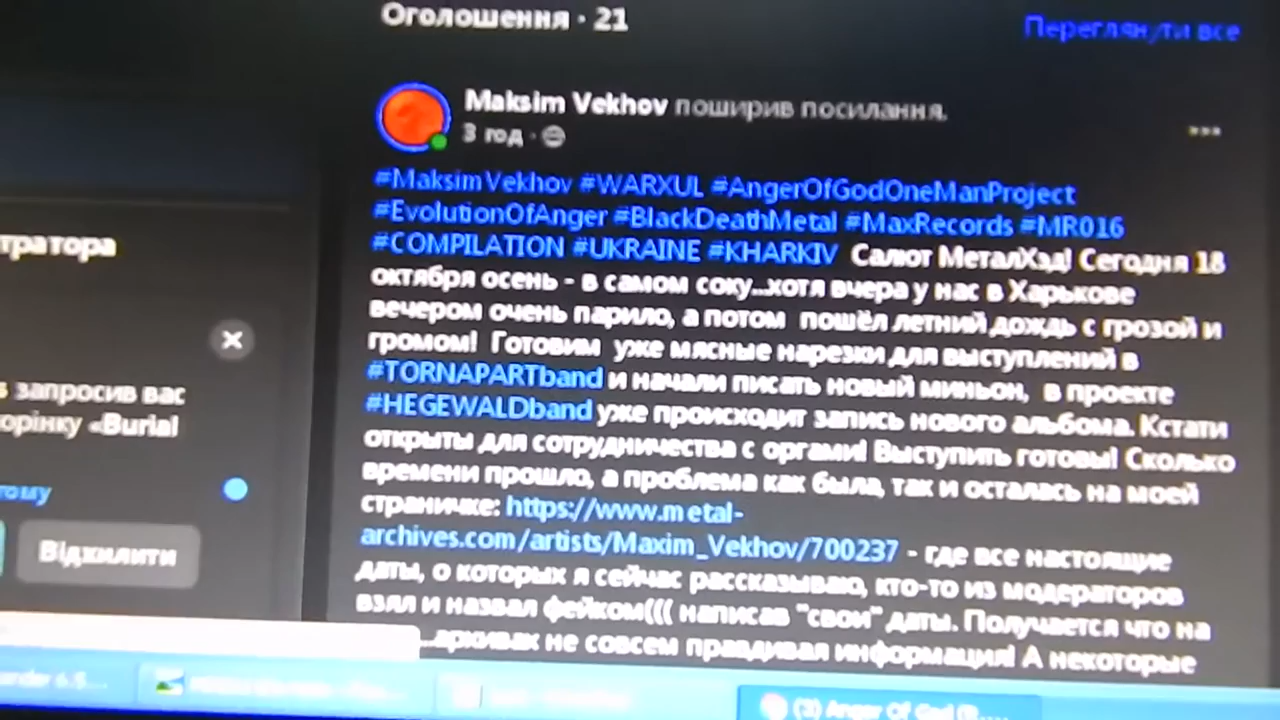 Оголошення · 21
Переглянути все
Maksim Vekhov поширив посилання.
3 год ·
#MaksimVekhov #WARXUL #AngerOfGodOneManProject
#EvolutionOfAnger #BlackDeathMetal #MaxRecords #MR016
#COMPILATION #UKRAINE #KHARKIV Салют МеталХэд! Сегодня 18
октября осень - в самом соку...хотя вчера у нас в Харькове
вечером очень парило, а потом пошёл летний дождь с грозой и
громом! Готовим уже мясные нарезки для выступлений в
#TORNAPARTband и начали писать новый миньон, в проекте
#HEGEWALDband уже происходит запись нового альбома. Кстати
открыты для сотрудничества с оргами! Выступить готовы! Сколько
времени прошло, а проблема как была, так и осталась на моей
страничке: https://www.metal-
archives.com/artists/Maxim_Vekhov/700237 - где все настоящие
даты, о которых я сейчас рассказываю, кто-то из модераторов
взял и назвал фейком((( написав "свои" даты. Получается что на
...архивах не совсем правдивая информация! А некоторые
тратора
s запросив вас
орінку «Burial
тому
Відхилити
(3) Anger Of God (B...